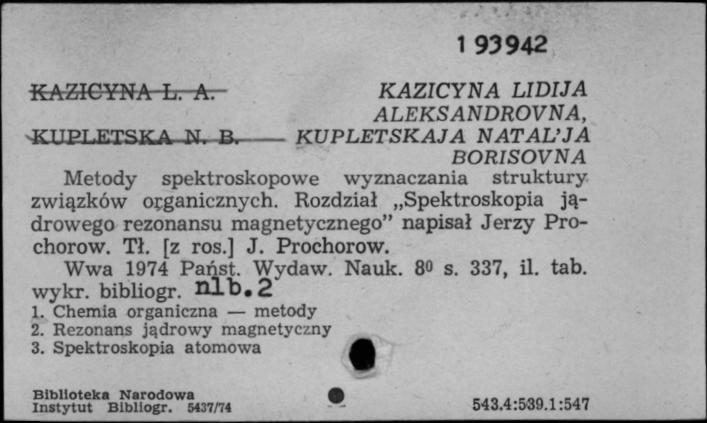 193942
KAZICYNA L. A. KAZICYNA LIDIJA
ALEKSANDROVNA,
KUPLETSKA N. B. KUPLETSKAJA NATAL’JA
BORISOVNA
Metody spektroskopowe wyznaczania struktury
związków organicznych. Rozdział „Spektroskopia ją-
drowego rezonansu magnetycznego” napisał Jerzy Pro-
chorow. Tł. [z ros.] J. Prochorow.
Wwa 1974 Państ. Wydaw. Nauk. 8⁰ s. 337, il. tab.
wykr. bibliogr. nlb.2
1. Chemia organiczna — metody
2. Rezonans jądrowy magnetyczny
3. Spektroskopia atomowa
Biblioteka Narodowa
Instytut Bibliogr. 5437/74 543.4:539.1:547